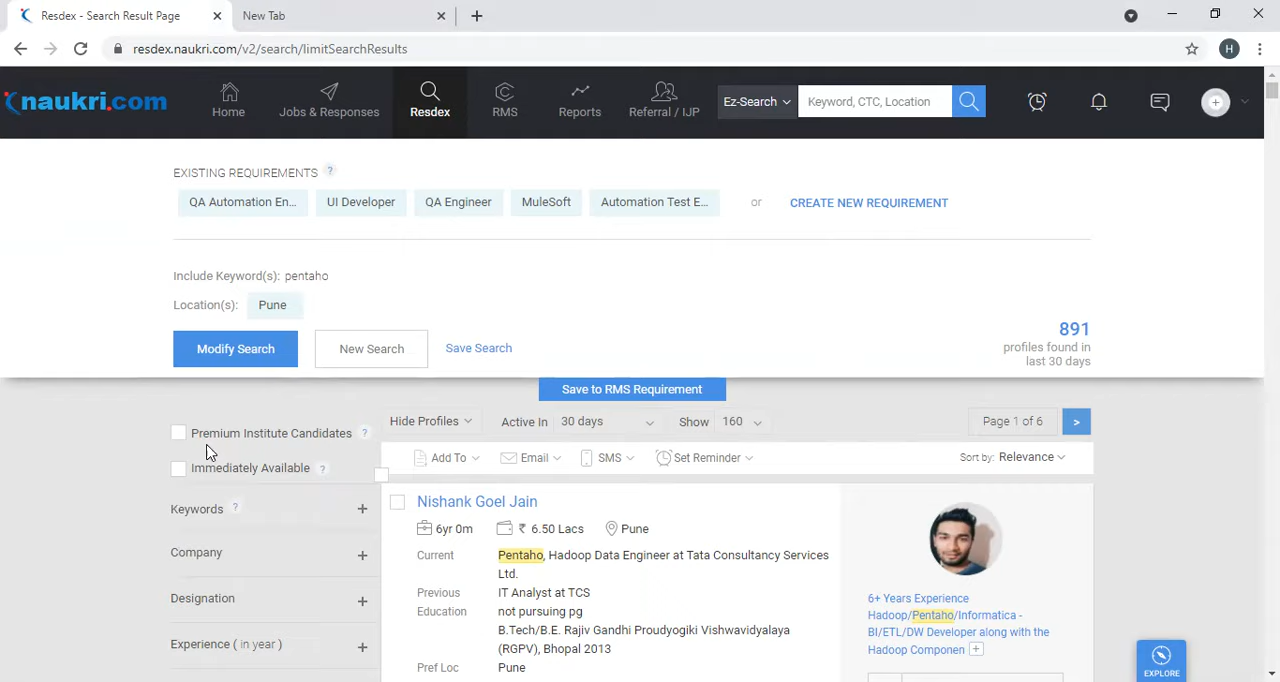 Resdex - Search Result Page
New Tab
resdex.naukri.com/v2/search/limitSearchResults
H
naukri.com
Home
Jobs & Responses
Resdex
RMS
Reports
Referral / IJP
Ez-Search
Keyword, CTC, Location
EXISTING REQUIREMENTS ?
QA Automation En...
UI Developer
QA Engineer
MuleSoft
Automation Test E...
or
CREATE NEW REQUIREMENT
Include Keyword(s): pentaho
Location(s): Pune
Modify Search
New Search
Save Search
891
profiles found in
last 30 days
Save to RMS Requirement
Premium Institute Candidates ?
Immediately Available ?
Keywords ?
Company
Designation
Experience ( in year )
Hide Profiles
Active In 30 days
Show 160
Page 1 of 6
>
Add To
Email
SMS
Set Reminder
Sort by: Relevance
Nishank Goel Jain
6yr 0m ₹ 6.50 Lacs Pune
Current Pentaho, Hadoop Data Engineer at Tata Consultancy Services
Ltd.
Previous IT Analyst at TCS
Education not pursuing pg
B.Tech/B.E. Rajiv Gandhi Proudyogiki Vishwavidyalaya
(RGPV), Bhopal 2013
Pref Loc Pune
6+ Years Experience
Hadoop/Pentaho/Informatica -
BI/ETL/DW Developer along with the
Hadoop Componen +
EXPLORE